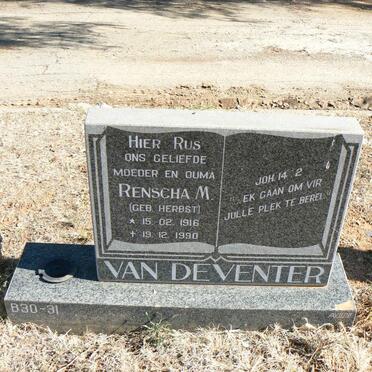 HIER RUS
ONS GELIEFDE
MOEDER EN OUMA
RENSCHA M.
(GEB. HERBST)
* 15. 02. 1916
+ 19. 12. 1990
JOH. 14 : 2
EK GAAN OM VIR
JULLE PLEK TE BEREI
VAN DEVENTER
B30-31